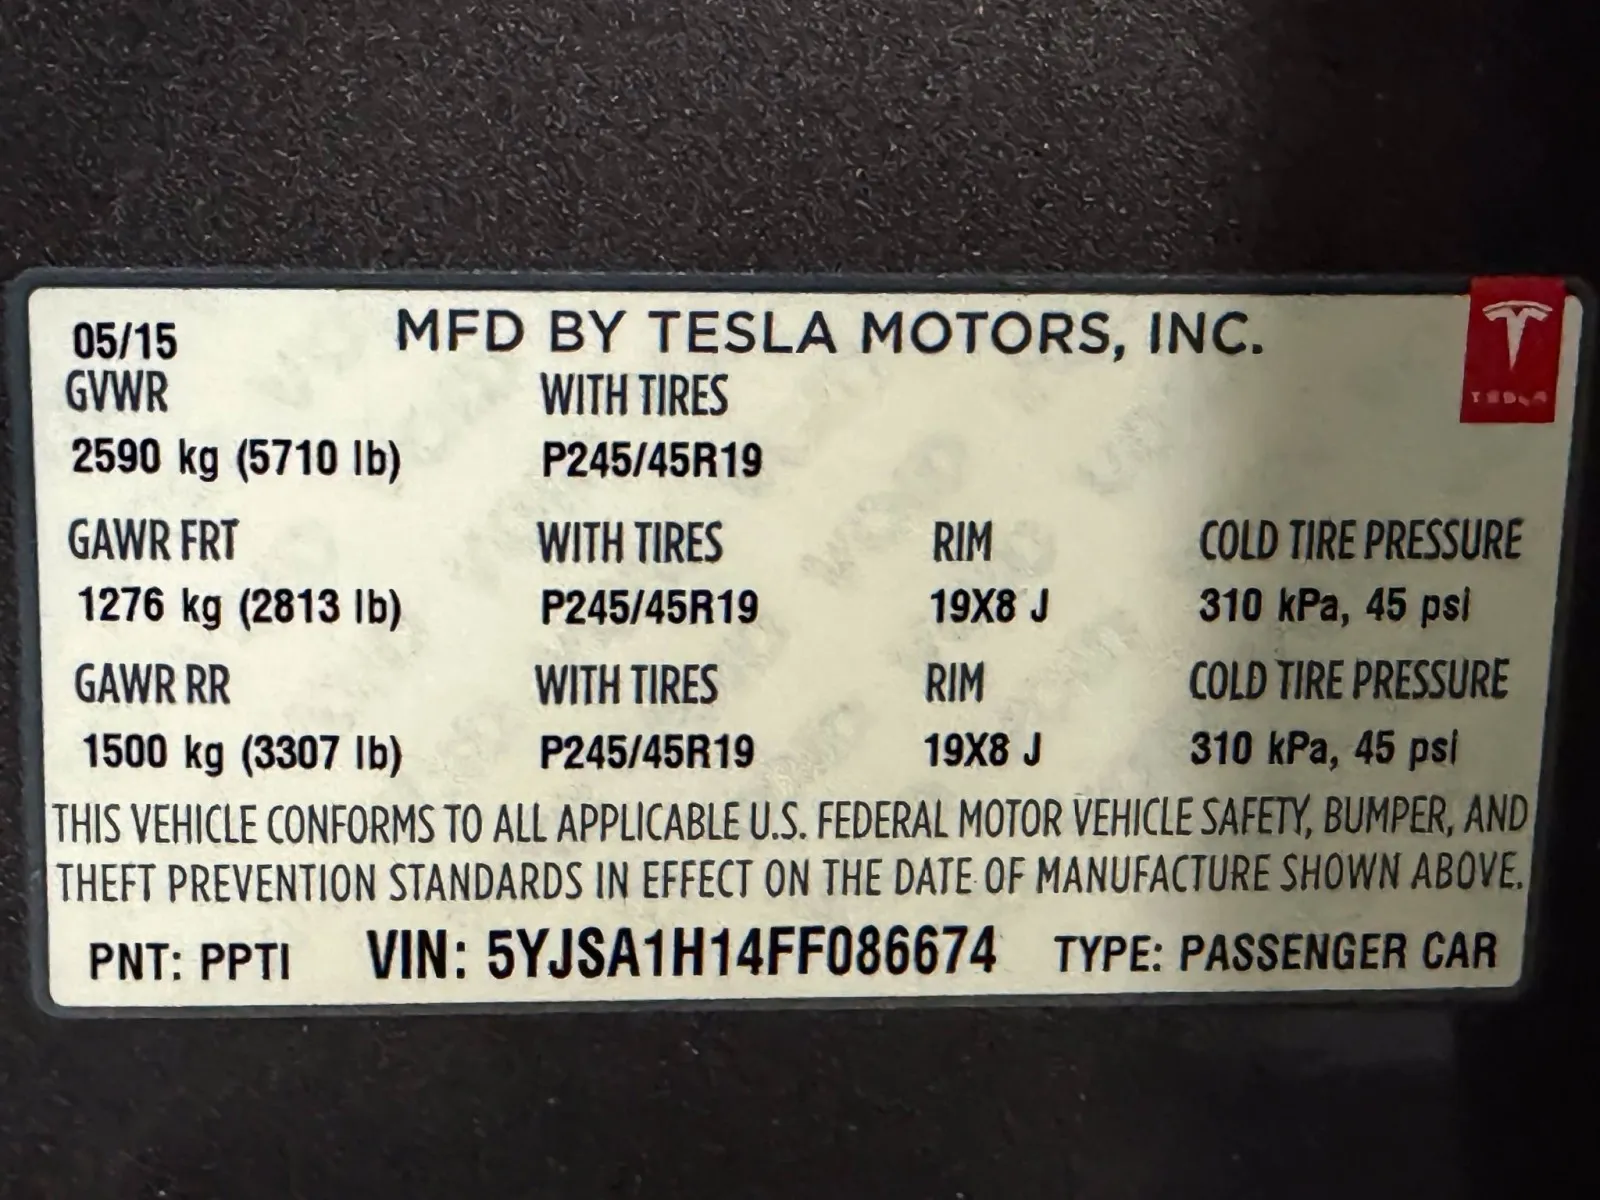 05/15 MFD BY TESLA MOTORS, INC.
TESLA
GVWR WITH TIRES
2590 kg (5710 lb) P245/45R19
GAWR FRT WITH TIRES RIM COLD TIRE PRESSURE
1276 kg (2813 lb) P245/45R19 19X8 J 310 kPa, 45 psi
GAWR RR WITH TIRES RIM COLD TIRE PRESSURE
1500 kg (3307 lb) P245/45R19 19X8 J 310 kPa, 45 psi
THIS VEHICLE CONFORMS TO ALL APPLICABLE U.S. FEDERAL MOTOR VEHICLE SAFETY, BUMPER, AND
THEFT PREVENTION STANDARDS IN EFFECT ON THE DATE OF MANUFACTURE SHOWN ABOVE.
PNT: PPTI VIN: 5YJSA1H14FF086674 TYPE: PASSENGER CAR